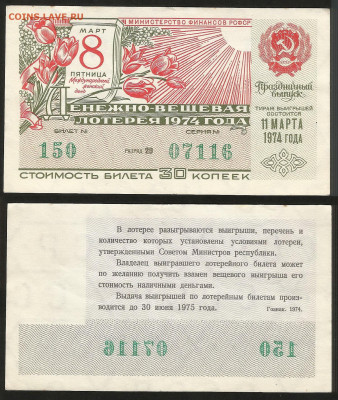 СОИНС.LAVE.RU
МИНИСТЕРСТВО ФИНАНСОВ РСФСР
МАРТ
8
ПЯТНИЦА
Международный
женский
день
Праздничный
выпуск
ДЕНЕЖНО-ВЕЩЕВАЯ
ЛОТЕРЕЯ 1974 ГОДА
ТИРАЖ ВЫИГРЫШЕЙ
СОСТОИТСЯ
11 МАРТА
1974 ГОДА
БИЛЕТ № СЕРИЯ №
150 РАЗРЯД 29 07116
СТОИМОСТЬ БИЛЕТА 30 КОПЕЕК
В лотерее разыгрываются выигрыши, перечень и
количество которых установлены условиями лотереи,
утвержденными Советом Министров республики.
Владелец выигравшего лотерейного билета может
по желанию получить взамен вещевого выигрыша его
стоимость наличными деньгами.
Выдача выигрышей по лотерейным билетам произ-
водится до 30 июня 1975 года.
Гознак. 1974.
07116 150